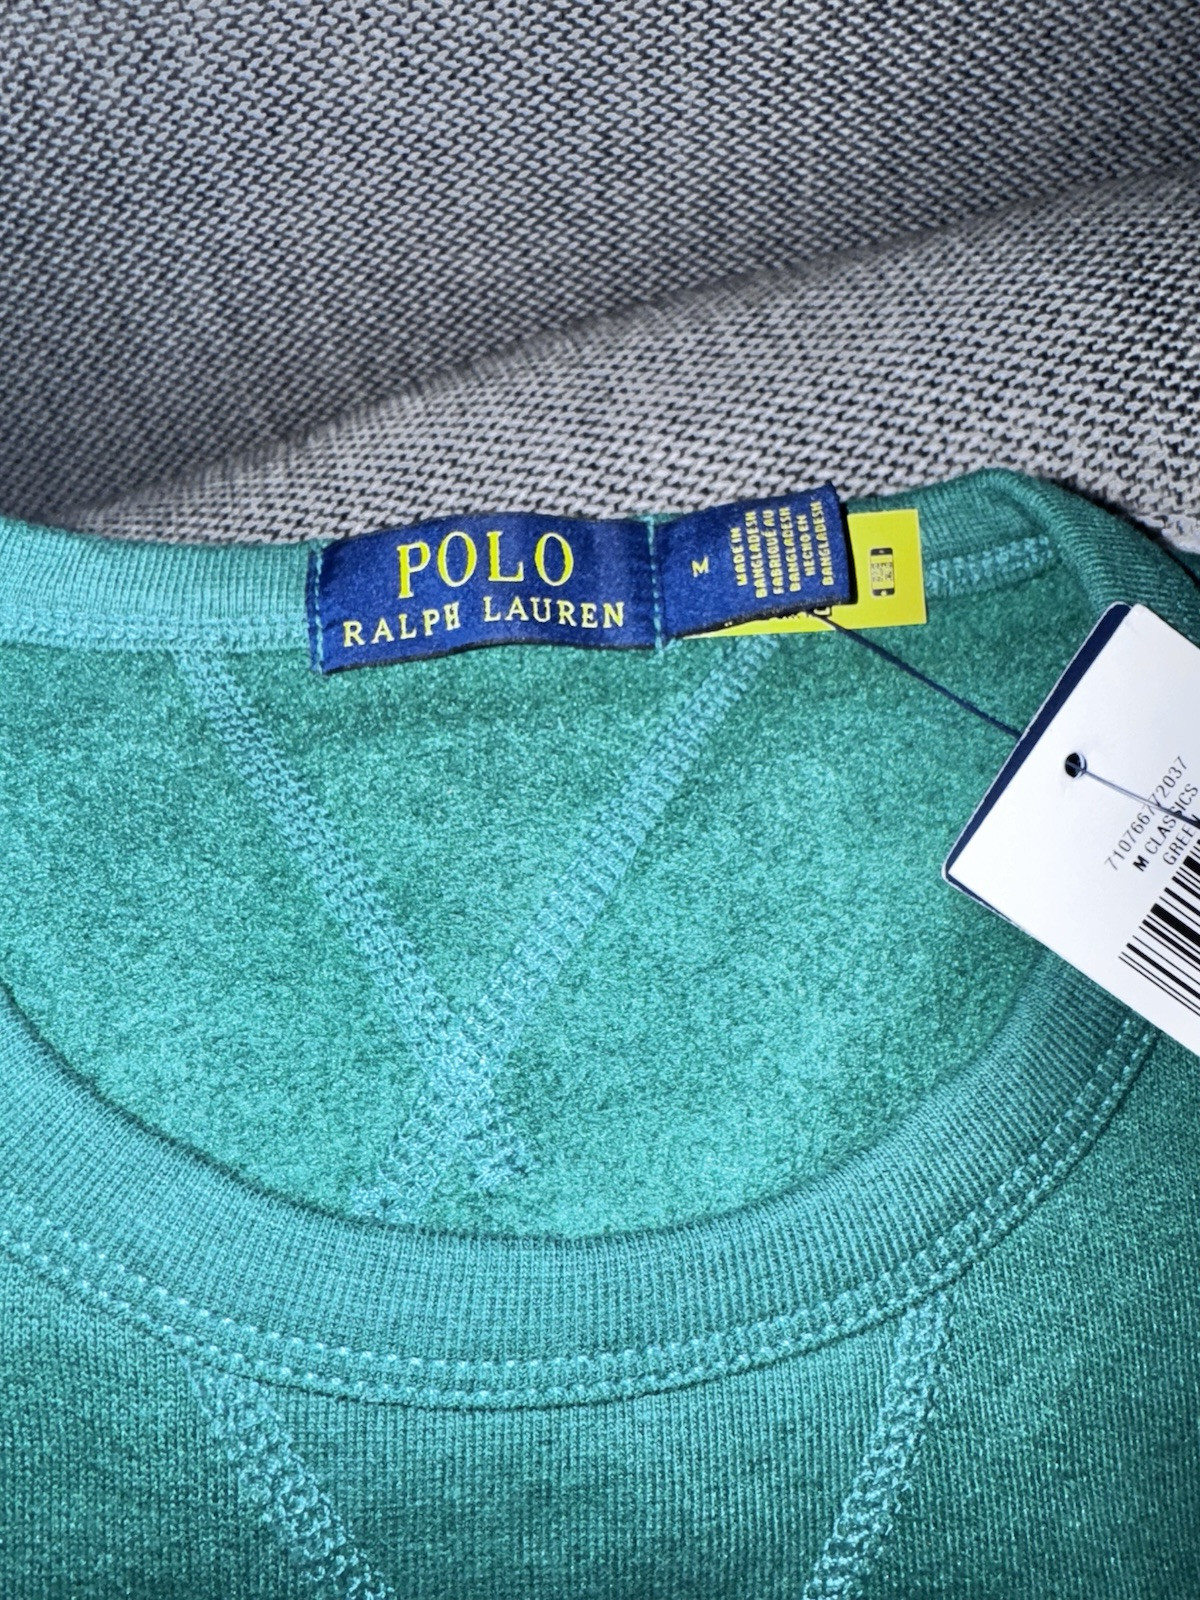 POLO
RALPH LAUREN
M
MADE IN
BANGLADESH
FABRIQUÉ AU
BANGLADESH
HECHO EN
BANGLADESH
M CLASSICS